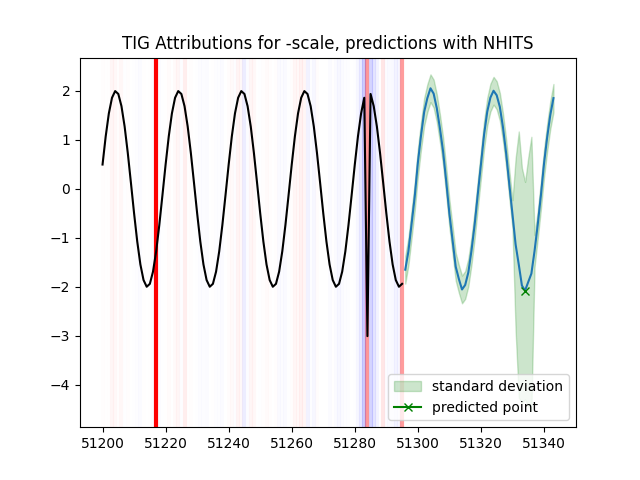 TIG Attributions for -scale, predictions with NHITS
2
1
0
−1
−2
−3
−4
standard deviation
predicted point
51200 51220 51240 51260 51280 51300 51320 51340